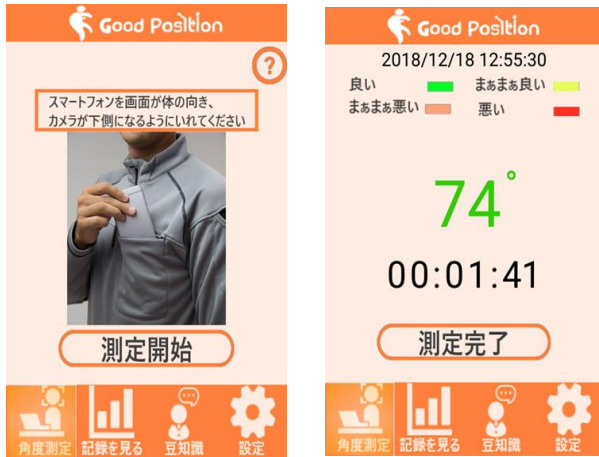 Good Position
?
スマートフォンを画面が体の向き、
カメラが下側になるようにいれてください
測定開始
角度測定 記録を見る 豆知識 設定
Good Position
2018/12/18 12:55:30
良い まぁまぁ良い
まぁまぁ悪い 悪い
74°
00:01:41
測定完了
角度測定 記録を見る 豆知識 設定